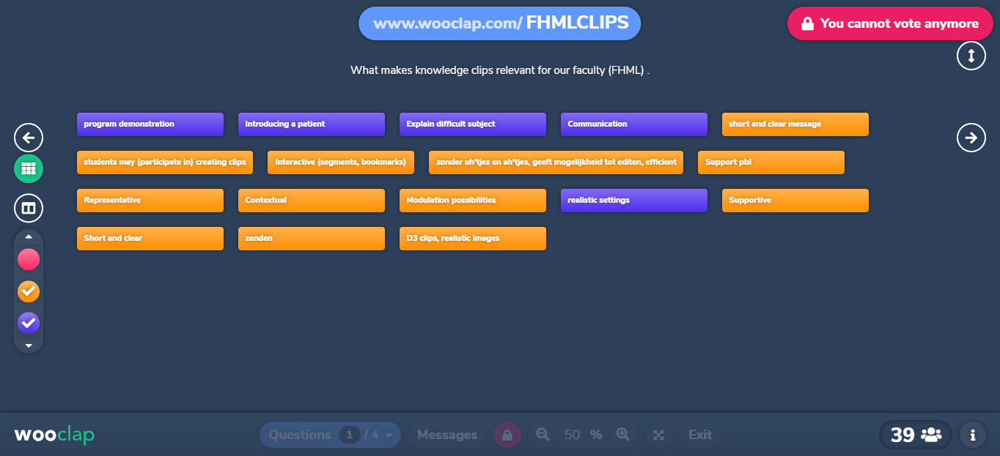 www.wooclap.com/ FHMLCLIPS
You cannot vote anymore
What makes knowledge clips relevant for our faculty (FHML) .
program demonstration
Introducing a patient
Explain difficult subject
Communication
short and clear message
students may (participate in) creating clips
Interactive (segments, bookmarks)
zonder uh'tjes en ah'tjes, geeft mogelijkheid tot editen, efficient
Support pbl
Representative
Contextual
Modulation possibilities
realistic settings
Supportive
Short and clear
zenden
D3 clips, realistic images
wooclap
Questions 1 / 4
Messages
50 %
Exit
39